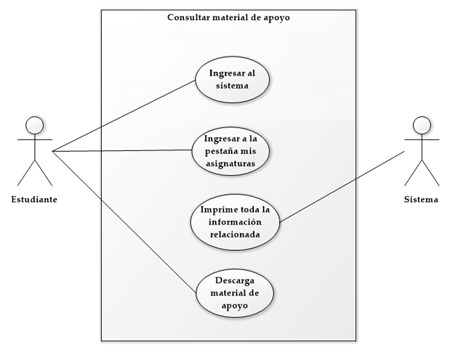 Consultar material de apoyo
Ingresar al
sistema
Ingresar a la
pestaña mis
asignaturas
Estudiante
Sistema
Imprime toda la
información
relacionada
Descarga
material de
apoyo